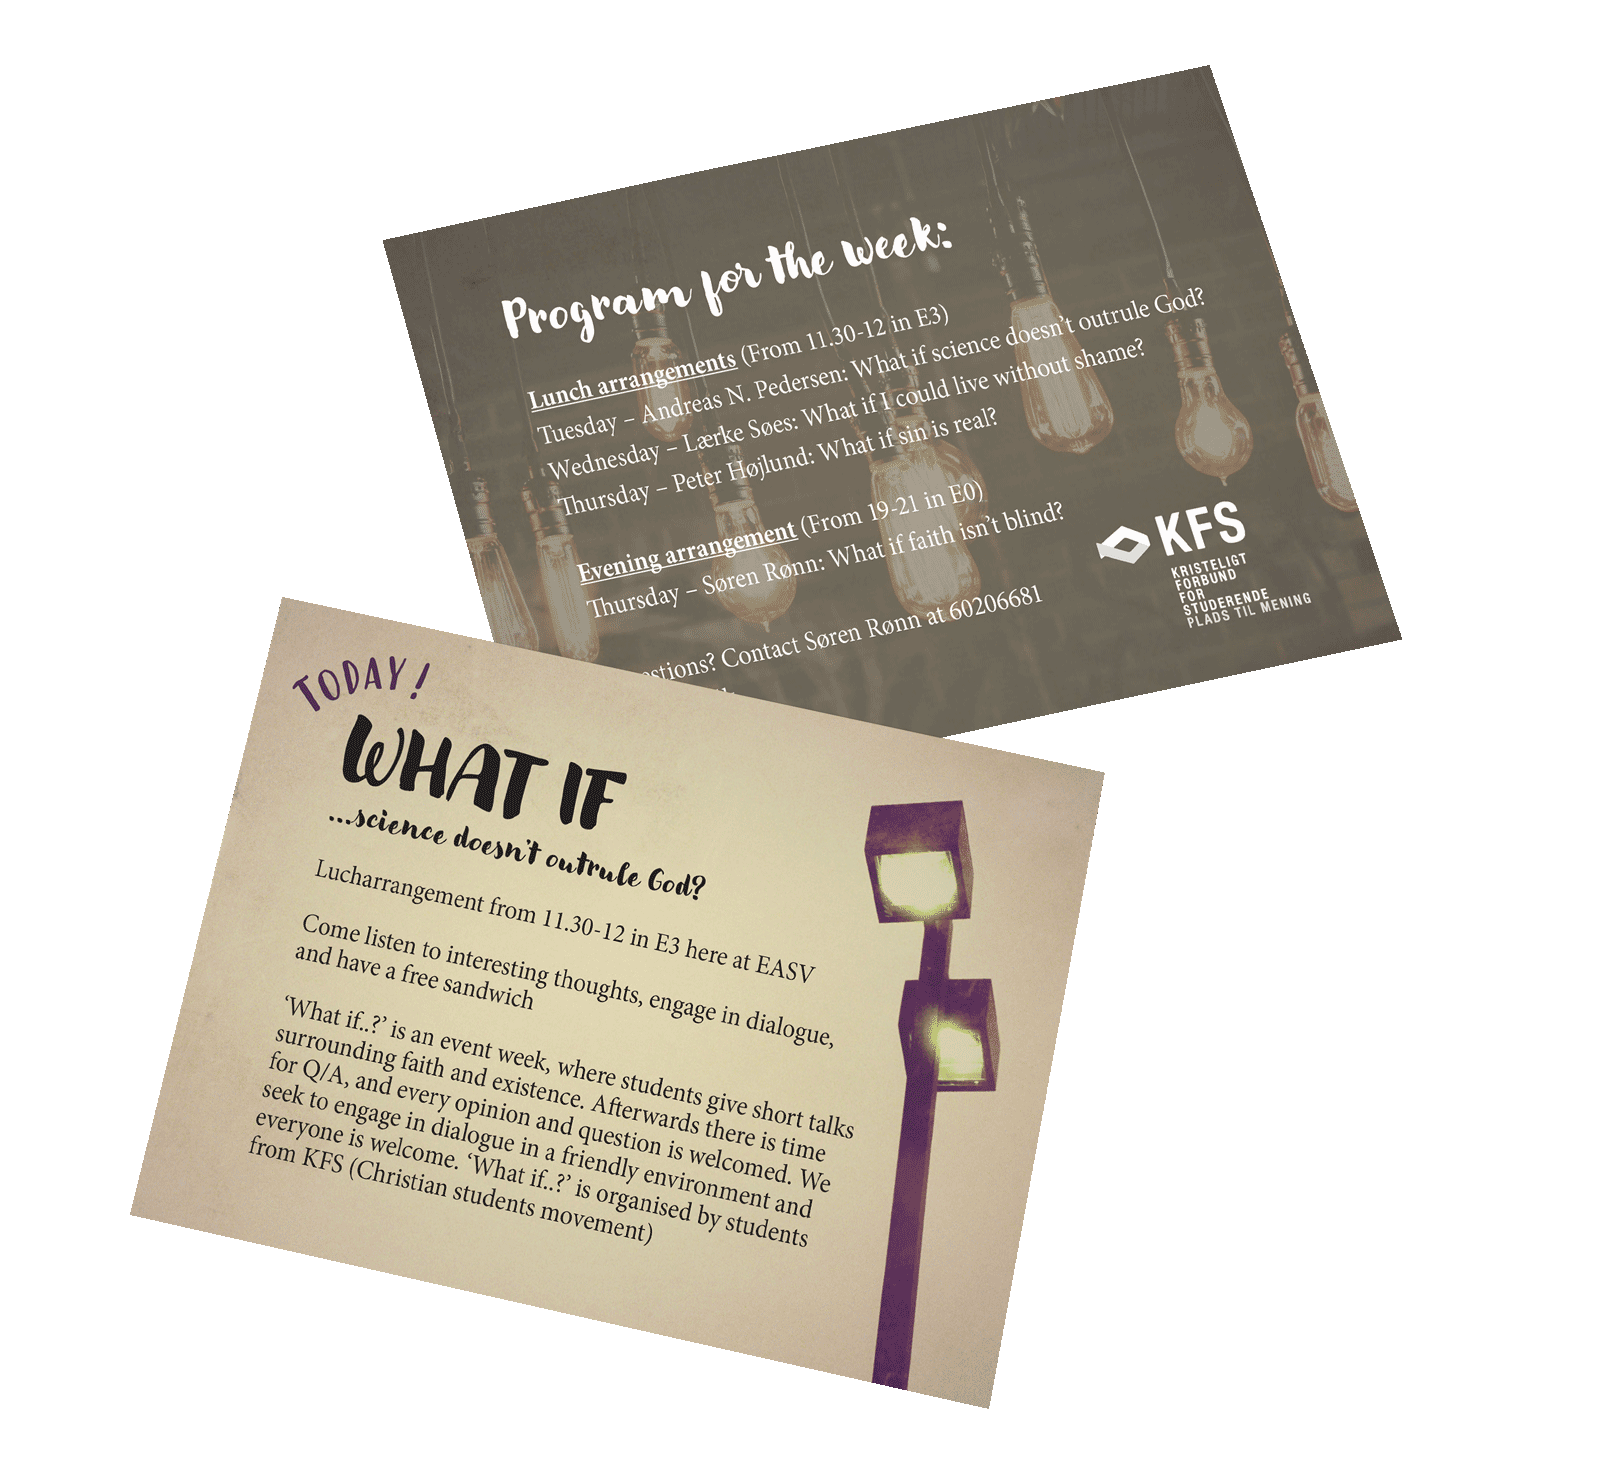 Program for the week:
Lunch arrangements (From 11.30-12 in E3)
Tuesday – Andreas N. Pedersen: What if science doesn't outrule God?
Wednesday – Lærke Søes: What if I could live without shame?
Thursday – Peter Højlund: What if sin is real?
Evening arrangement (From 19-21 in E0)
Thursday – Søren Rønn: What if faith isn't blind?
Contact Søren Rønn at 60206681
KFS
KRISTELIGT
FORBUND
FOR
STUDERENDE
PLADS TIL MENING
TODAY!
WHAT IF
...science doesn't outrule God?
Lucharrangement from 11.30-12 in E3 here at EASV
Come listen to interesting thoughts, engage in dialogue,
and have a free sandwich
‘What if..?’ is an event week, where students give short talks
surrounding faith and existence. Afterwards there is time
for Q/A, and every opinion and question is welcomed. We
seek to engage in dialogue in a friendly environment and
everyone is welcome. ‘What if..?’ is organised by students
from KFS (Christian students movement)